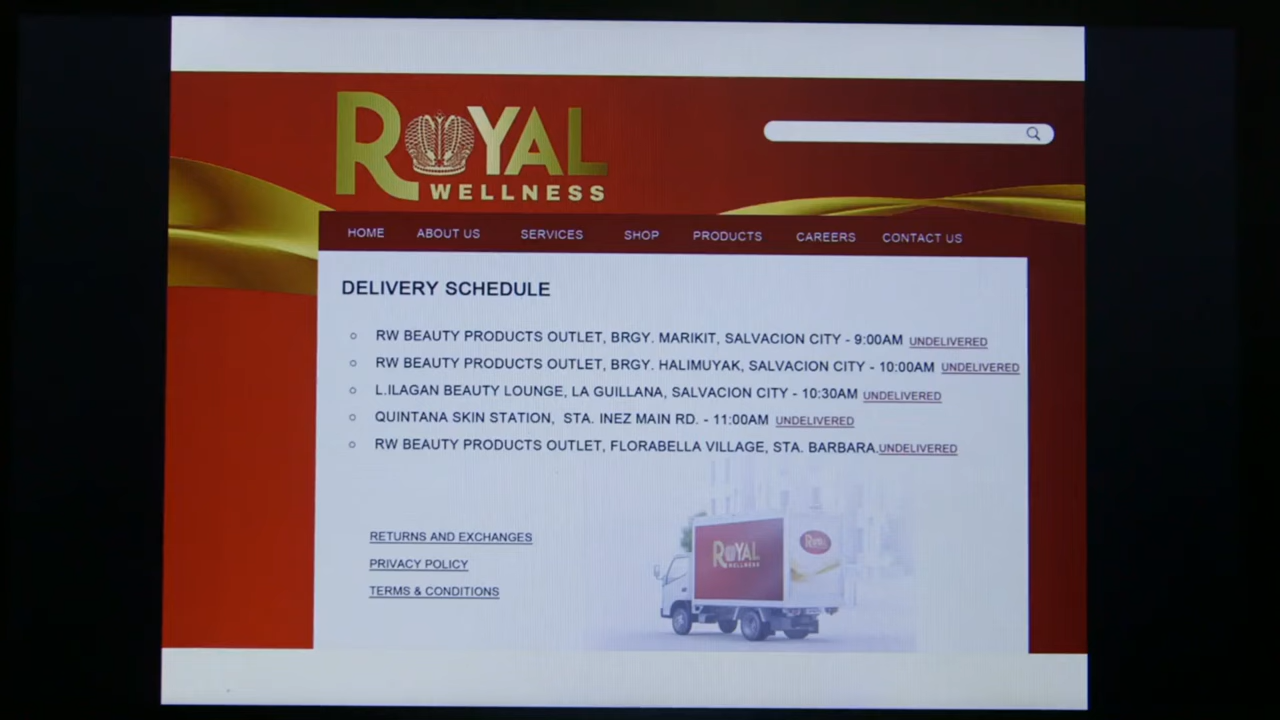 ROYAL
WELLNESS
HOME ABOUT US SERVICES SHOP PRODUCTS CAREERS CONTACT US
DELIVERY SCHEDULE
RW BEAUTY PRODUCTS OUTLET, BRGY. MARIKIT, SALVACION CITY - 9:00AM UNDELIVERED
RW BEAUTY PRODUCTS OUTLET, BRGY. HALIMUYAK, SALVACION CITY - 10:00AM UNDELIVERED
L.ILAGAN BEAUTY LOUNGE, LA GUILLANA, SALVACION CITY - 10:30AM UNDELIVERED
QUINTANA SKIN STATION, STA. INEZ MAIN RD. - 11:00AM UNDELIVERED
RW BEAUTY PRODUCTS OUTLET, FLORABELLA VILLAGE, STA. BARBARA.UNDELIVERED
RETURNS AND EXCHANGES
PRIVACY POLICY
TERMS & CONDITIONS
ROYAL
WELLNESS
ROYAL